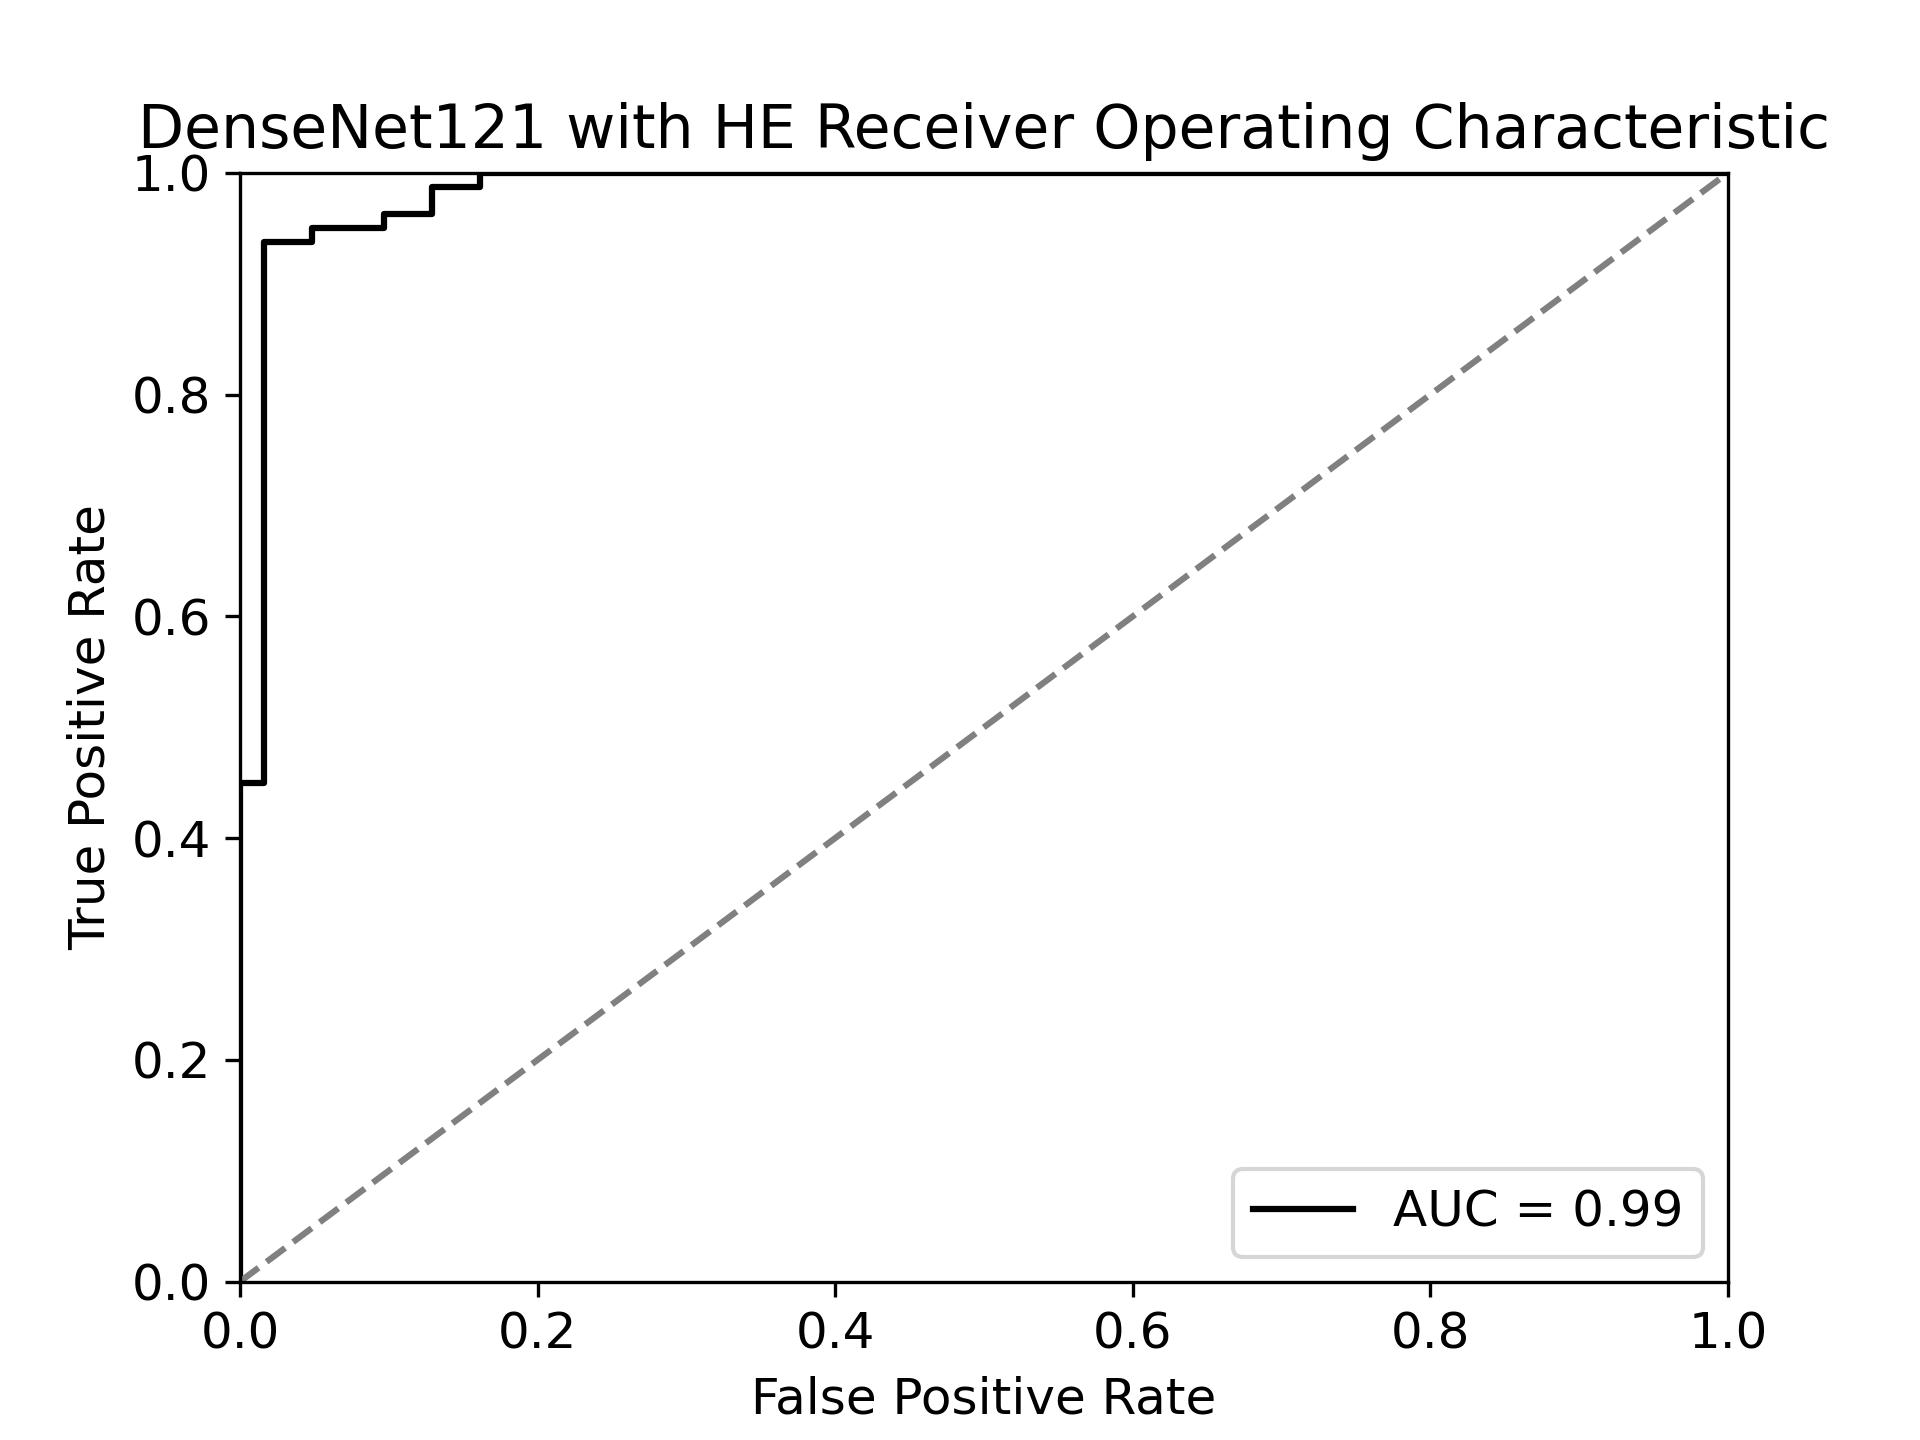 DenseNet121 with HE Receiver Operating Characteristic
1.0
0.8
0.6
0.4
0.2
0.0
True Positive Rate
AUC = 0.99
0.0 0.2 0.4 0.6 0.8 1.0
False Positive Rate